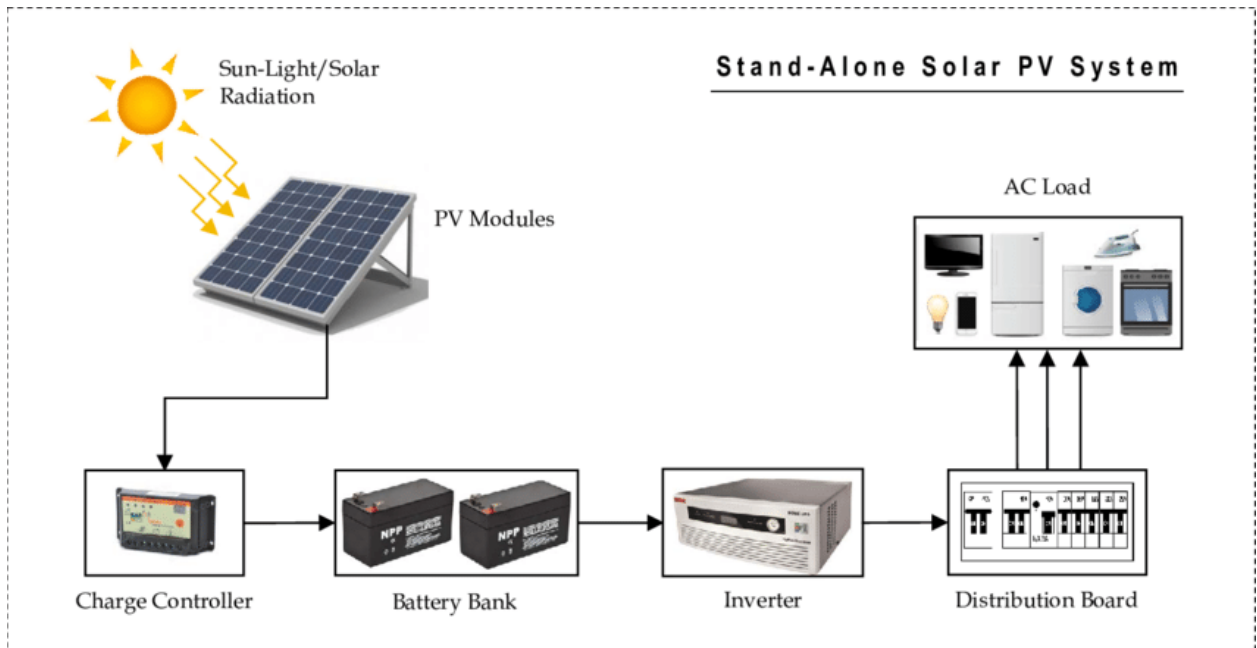 Sun-Light/Solar
Radiation
Stand-Alone Solar PV System
PV Modules
AC Load
NPP
NPP
Charge Controller
Battery Bank
Inverter
Distribution Board